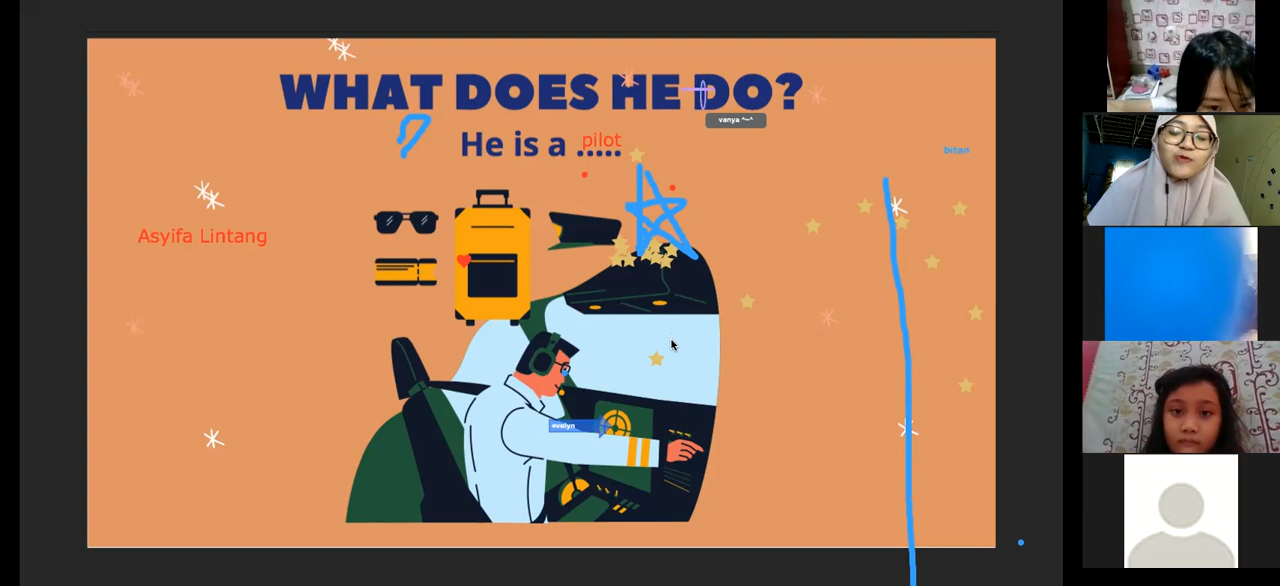 WHAT DOES HE DO?
vanya ^~^
He is a ..... pilot
bitan
Asyifa Lintang
evelyn